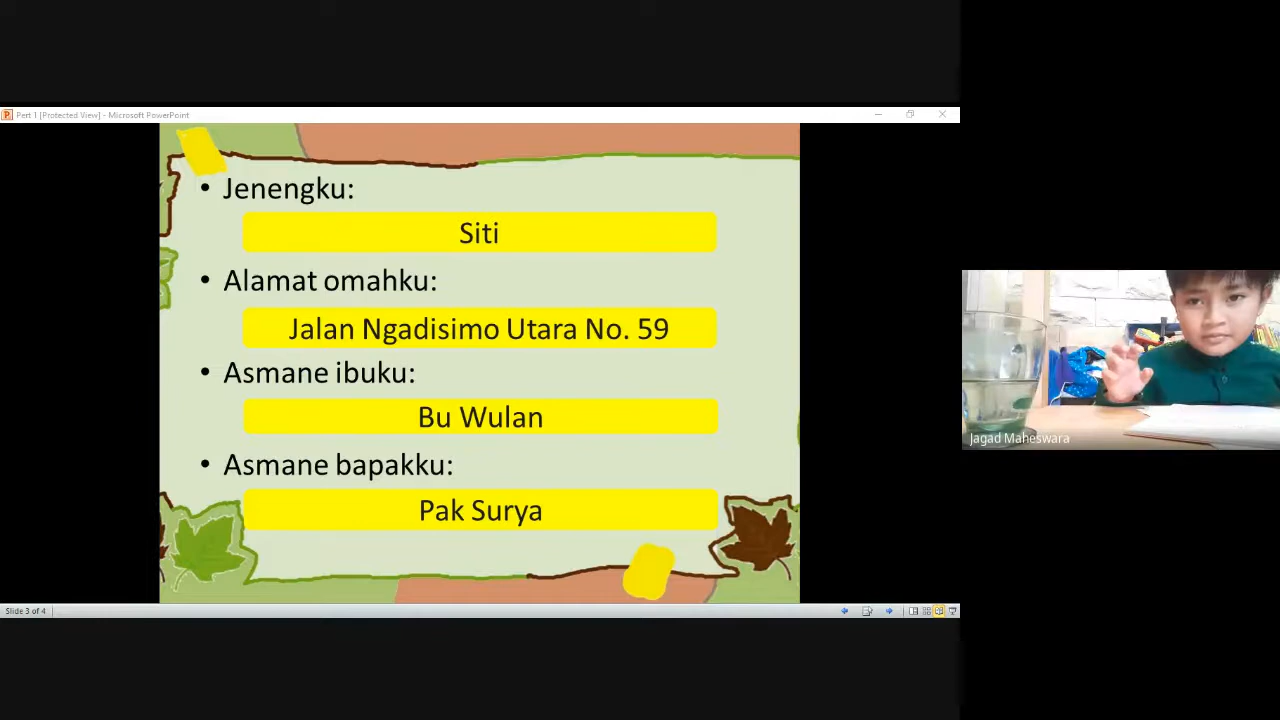 Part 1 [Protected View] - Microsoft PowerPoint
• Jenengku:
Siti
• Alamat omahku:
Jalan Ngadisimo Utara No. 59
• Asmane ibuku:
Bu Wulan
• Asmane bapakku:
Pak Surya
Jagad Maheswara
Slide 3 of 4